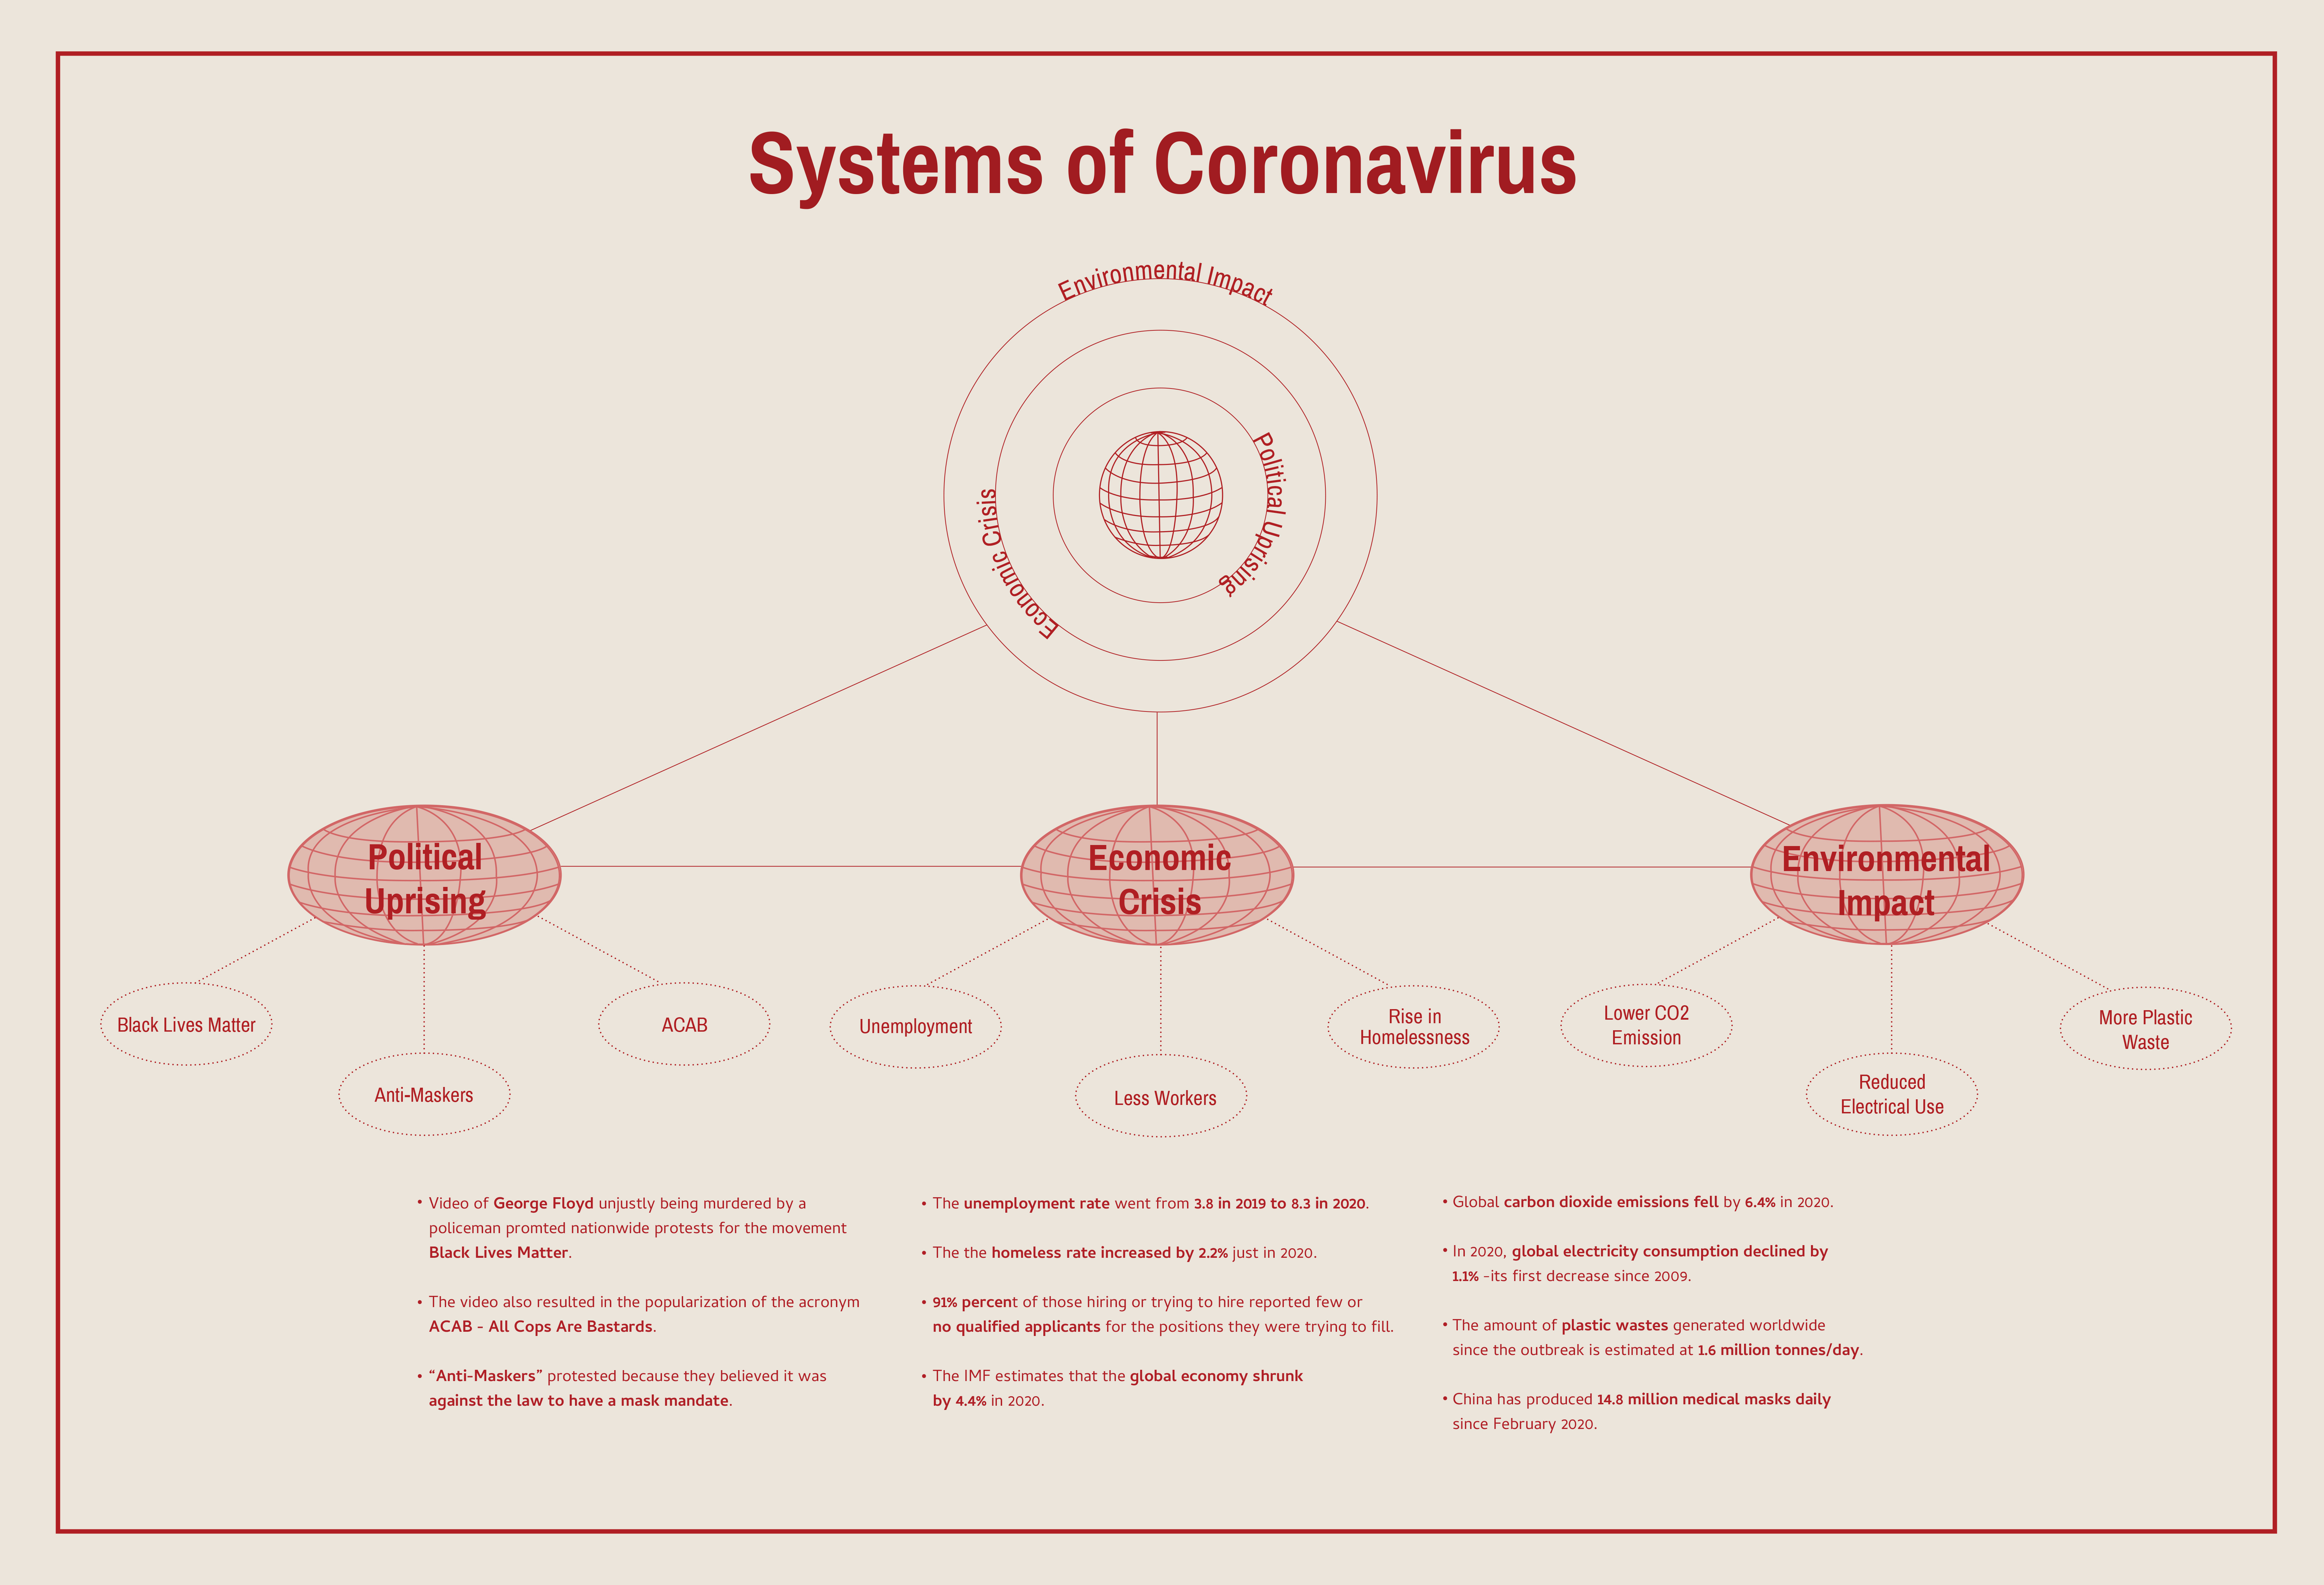 Systems of Coronavirus
Environmental Impact
Political Uprising
Economic Crisis
Political
Uprising
Economic
Crisis
Environmental
Impact
Black Lives Matter
Anti-Maskers
ACAB
Unemployment
Less Workers
Rise in
Homelessness
Lower CO2
Emission
Reduced
Electrical Use
More Plastic
Waste
• Video of George Floyd unjustly being murdered by a
policeman promted nationwide protests for the movement
Black Lives Matter.
• The video also resulted in the popularization of the acronym
ACAB - All Cops Are Bastards.
• “Anti-Maskers” protested because they believed it was
against the law to have a mask mandate.
• The unemployment rate went from 3.8 in 2019 to 8.3 in 2020.
• The the homeless rate increased by 2.2% just in 2020.
• 91% percent of those hiring or trying to hire reported few or
no qualified applicants for the positions they were trying to fill.
• The IMF estimates that the global economy shrunk
by 4.4% in 2020.
• Global carbon dioxide emissions fell by 6.4% in 2020.
• In 2020, global electricity consumption declined by
1.1% -its first decrease since 2009.
• The amount of plastic wastes generated worldwide
since the outbreak is estimated at 1.6 million tonnes/day.
• China has produced 14.8 million medical masks daily
since February 2020.